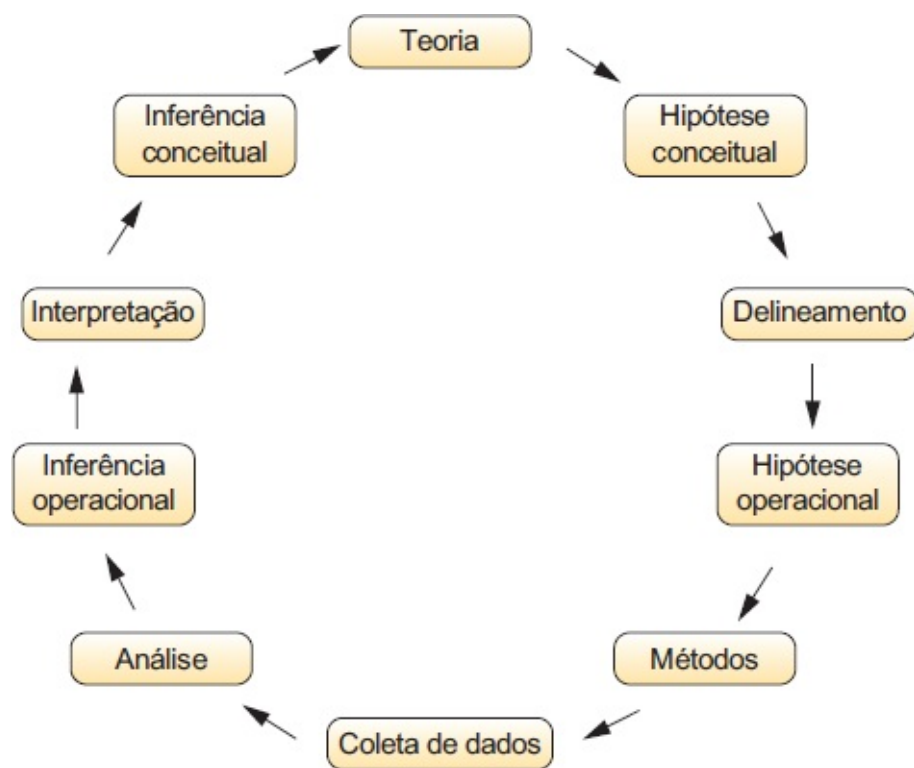 Teoria
Hipótese
conceitual
Delineamento
Hipótese
operacional
Métodos
Coleta de dados
Análise
Inferência
operacional
Interpretação
Inferência
conceitual